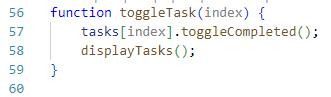 56 function toggleTask(index) {
57     tasks[index].toggleCompleted();
58     displayTasks();
59 }
60